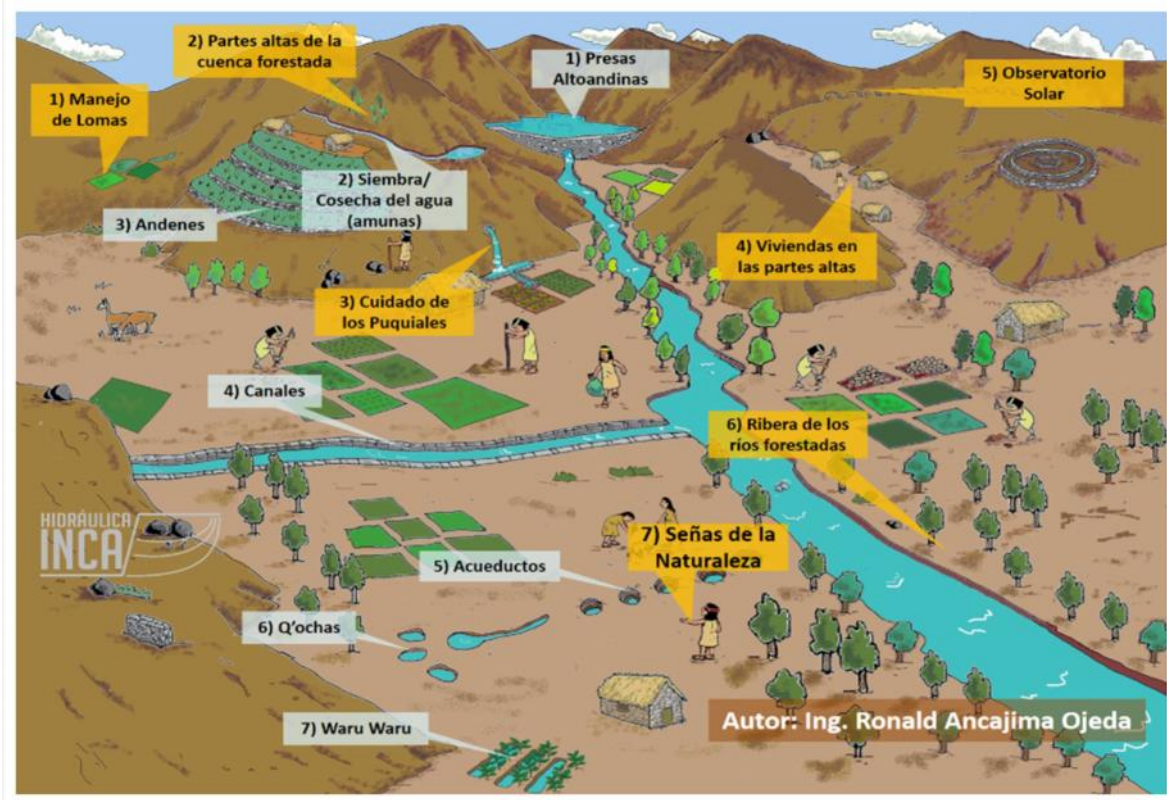 2) Partes altas de la
cuenca forestada
1) Presas
Altoandinas
5) Observatorio
Solar
1) Manejo
de Lomas
2) Siembra/
Cosecha del agua
(amunas)
3) Andenes
4) Viviendas en
las partes altas
3) Cuidado de
los Puquiales
4) Canales
6) Ribera de los
ríos forestadas
HIDRÁULICA
INCA
7) Señas de la
Naturaleza
5) Acueductos
6) Q'ochas
7) Waru Waru
Autor: Ing. Ronald Ancajima Ojeda